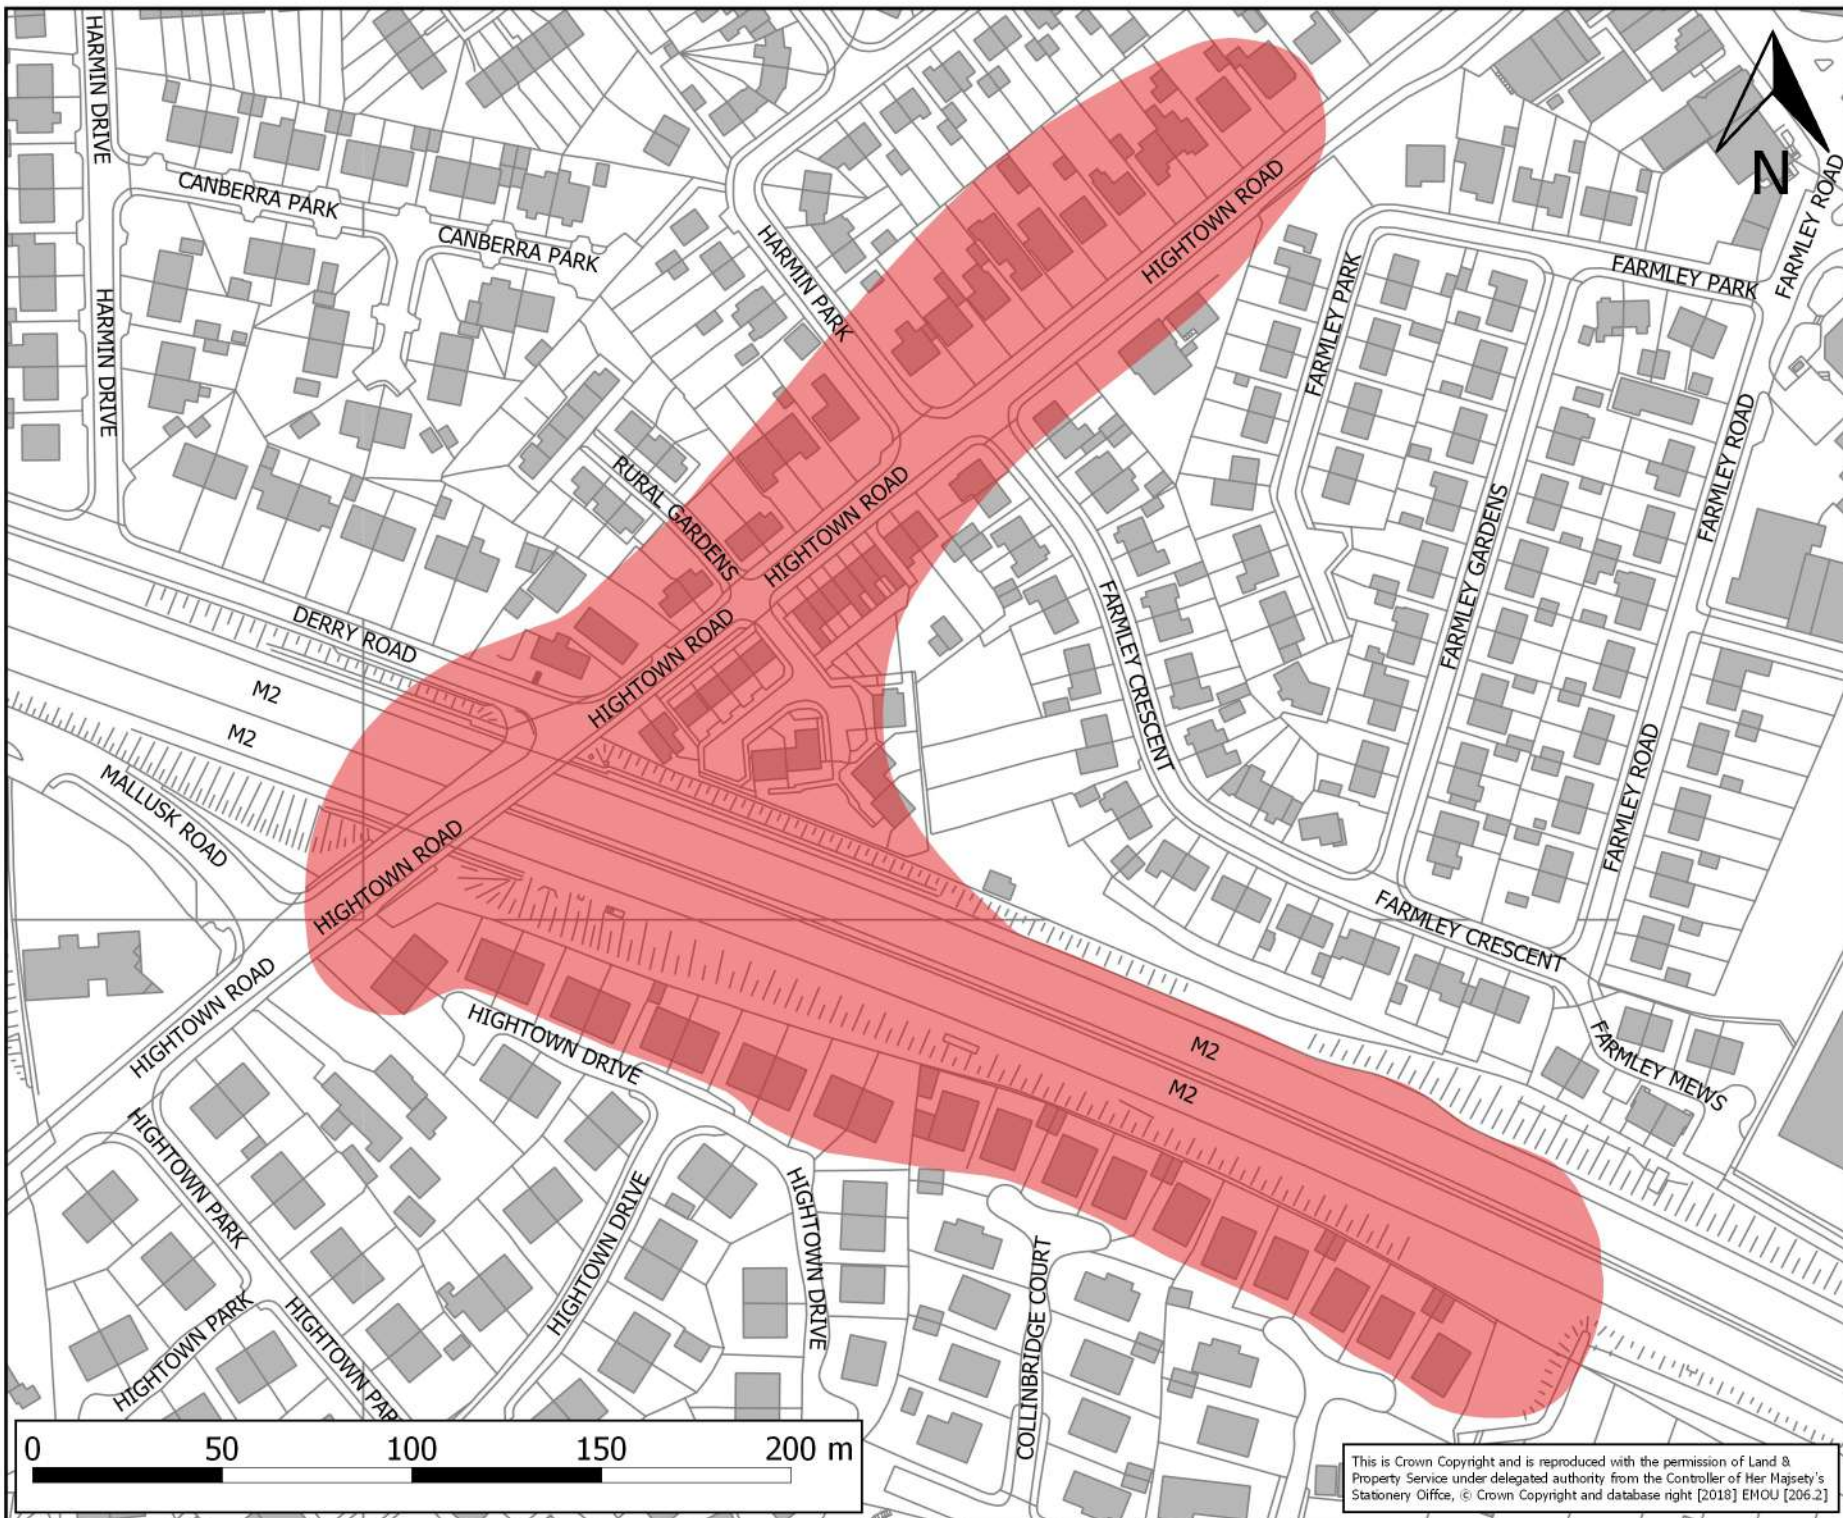 HARMIN DRIVE
CANBERRA PARK
CANBERRA PARK
HARMIN DRIVE
HARMIN PARK
HIGHTOWN ROAD
N
FARMLEY ROAD
FARMLEY PARK
FARMLEY PARK
FARMLEY ROAD
RURAL GARDENS
HIGHTOWN ROAD
FARMLEY GARDENS
DERRY ROAD
HIGHTOWN ROAD
FARMLEY CRESCENT
M2
M2
MALLUSK ROAD
HIGHTOWN ROAD
FARMLEY ROAD
FARMLEY CRESCENT
HIGHTOWN ROAD
HIGHTOWN DRIVE
M2
M2
FARMLEY MEWS
HIGHTOWN PARK
HIGHTOWN DRIVE
HIGHTOWN DRIVE
COLLINBRIDGE COURT
HIGHTOWN PARK
HIGHTOWN PARK
0 50 100 150 200 m
This is Crown Copyright and is reproduced with the permission of Land &
Property Service under delegated authority from the Controller of Her Majsety's
Stationery Oiffce, © Crown Copyright and database right [2018] EMOU [206.2]